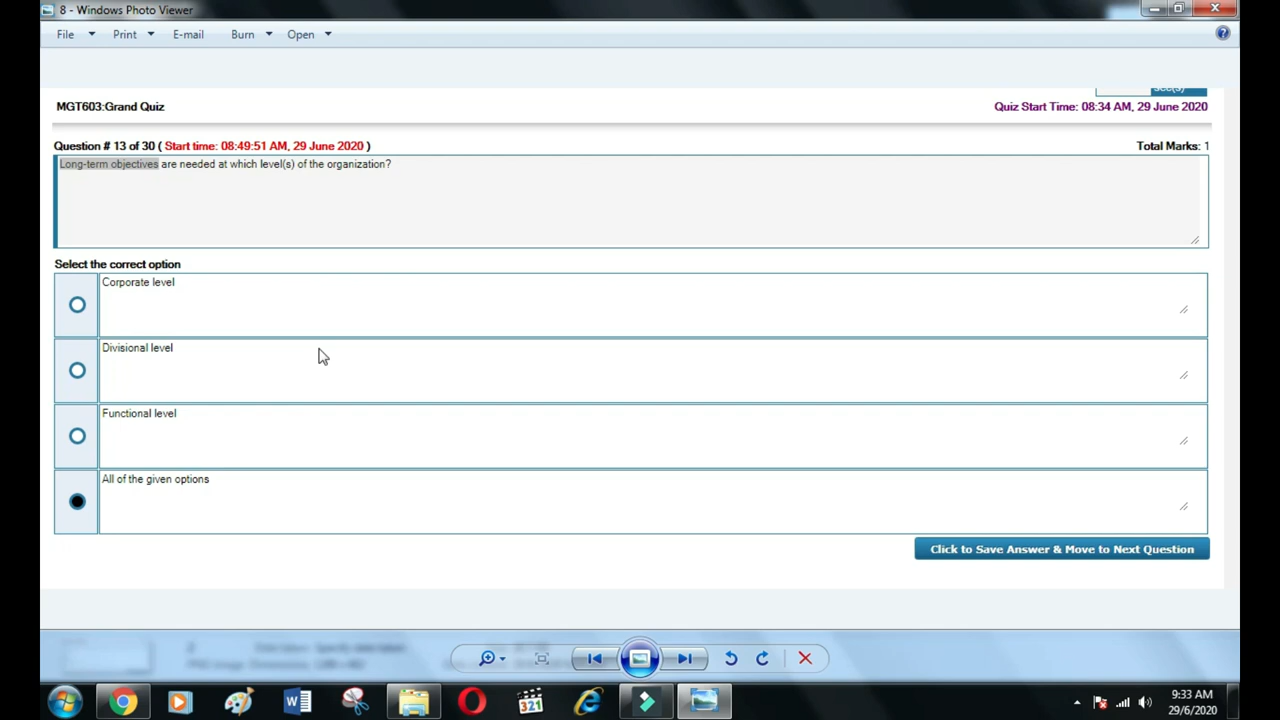 8 - Windows Photo Viewer
File Print E-mail Burn Open
sec(s)
MGT603:Grand Quiz Quiz Start Time: 08:34 AM, 29 June 2020
Question # 13 of 30 ( Start time: 08:49:51 AM, 29 June 2020 ) Total Marks: 1
Long-term objectives are needed at which level(s) of the organization?
Select the correct option
Corporate level
Divisional level
Functional level
All of the given options
Click to Save Answer & Move to Next Question
321
9:33 AM
29/6/2020